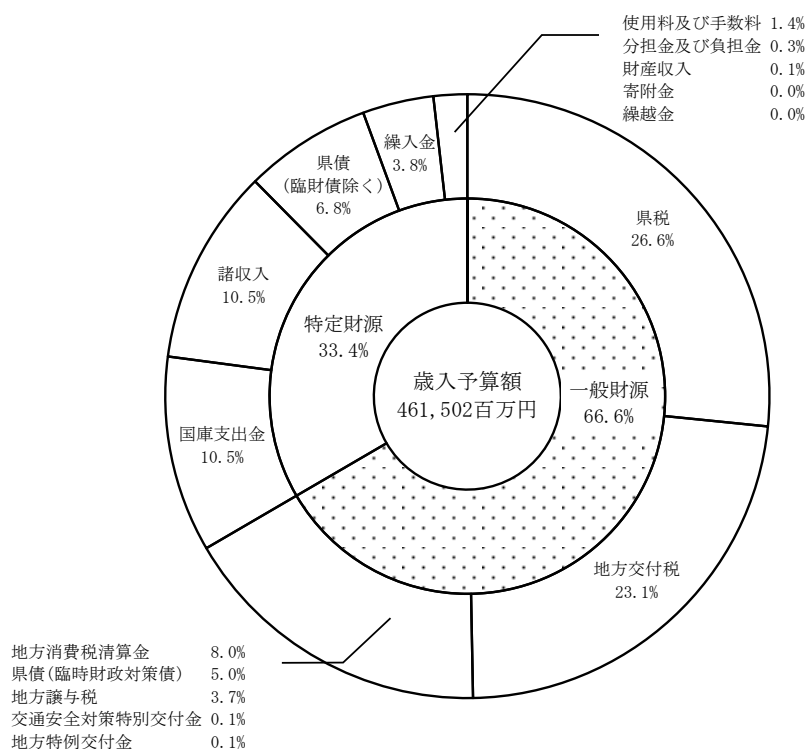 使用料及び手数料 1.4%
分担金及び負担金 0.3%
財産収入 0.1%
寄附金 0.0%
繰越金 0.0%
繰入金
3.8%
県債
(臨財債除く)
6.8%
県税
26.6%
諸収入
10.5%
特定財源
33.4%
歳入予算額
461,502百万円
一般財源
66.6%
国庫支出金
10.5%
地方交付税
23.1%
地方消費税清算金 8.0%
県債(臨時財政対策債) 5.0%
地方譲与税 3.7%
交通安全対策特別交付金 0.1%
地方特例交付金 0.1%